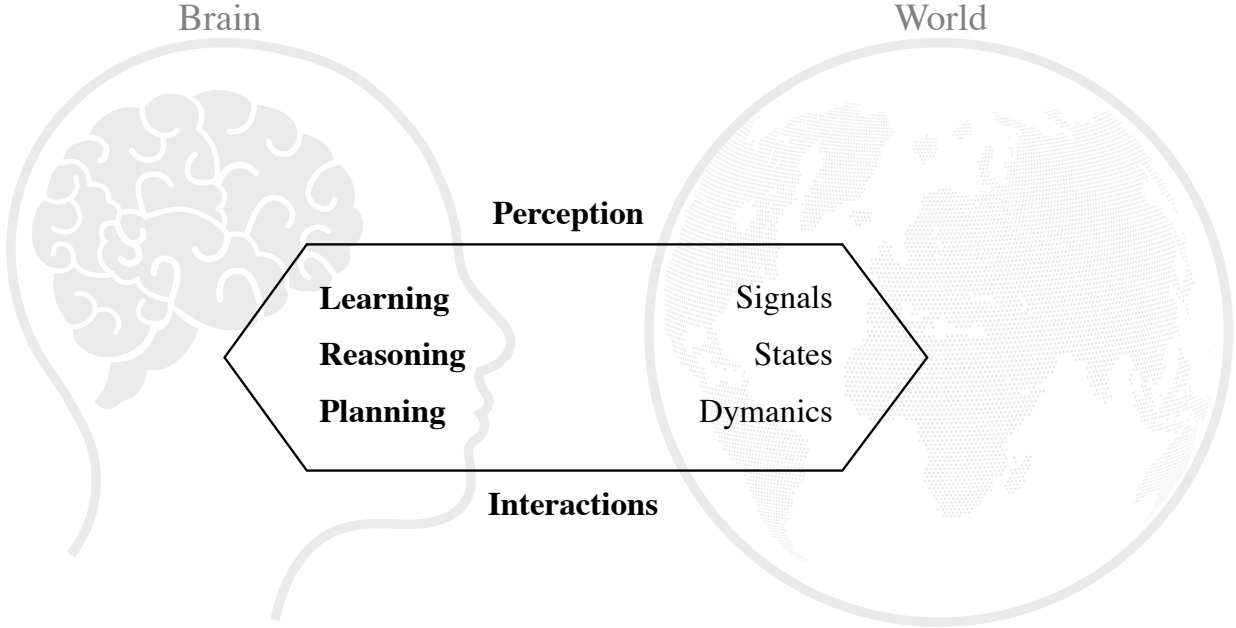 Brain
World
Perception
Learning
Signals
Reasoning
States
Planning
Dymanics
Interactions